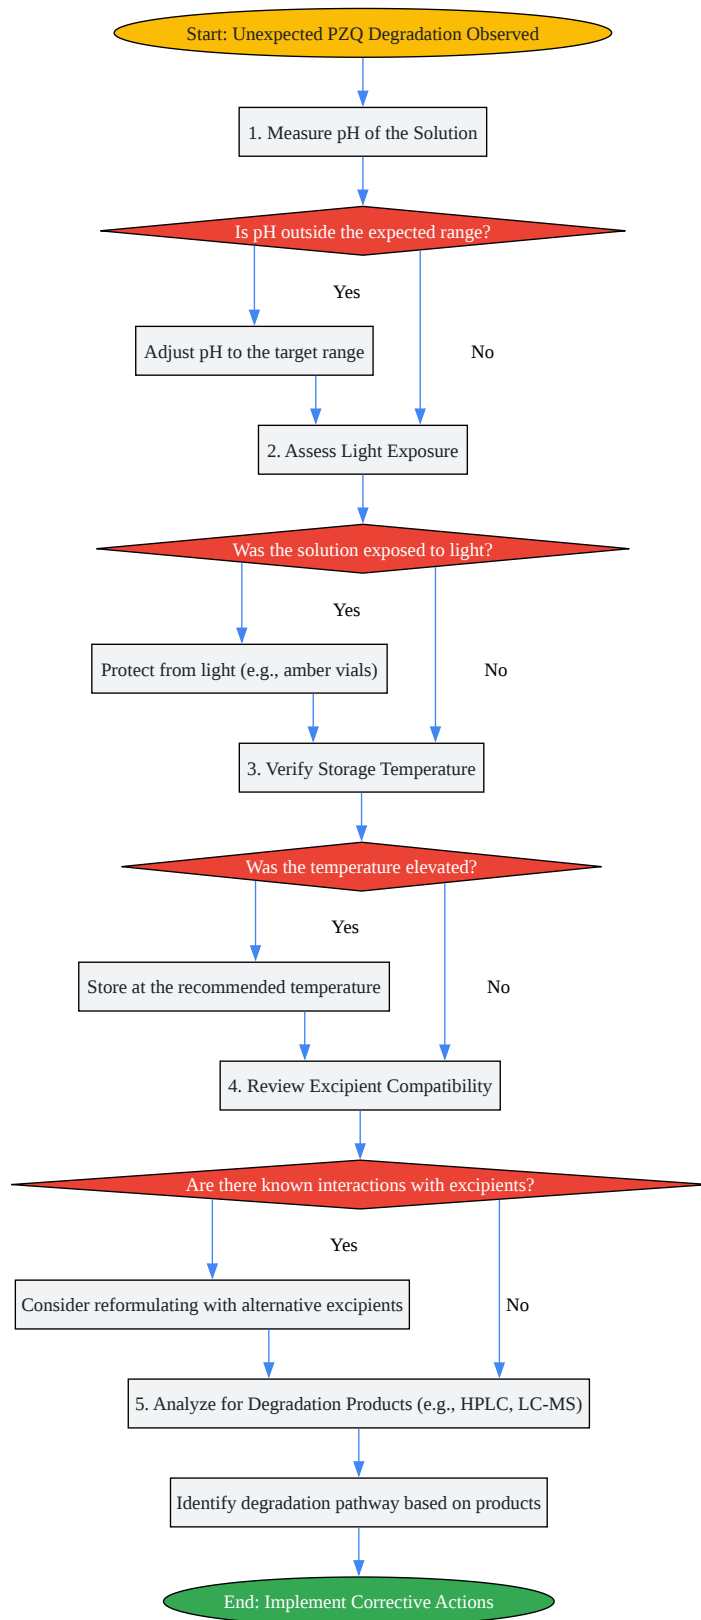 Start: Unexpected PZQ Degradation Observed
1. Measure pH of the Solution
Is pH outside the expected range?
Yes
Adjust pH to the target range
No
2. Assess Light Exposure
Was the solution exposed to light?
Yes
Protect from light (e.g., amber vials)
No
3. Verify Storage Temperature
Was the temperature elevated?
Yes
Store at the recommended temperature
No
4. Review Excipient Compatibility
Are there known interactions with excipients?
Yes
Consider reformulating with alternative excipients
No
5. Analyze for Degradation Products (e.g., HPLC, LC-MS)
Identify degradation pathway based on products
End: Implement Corrective Actions